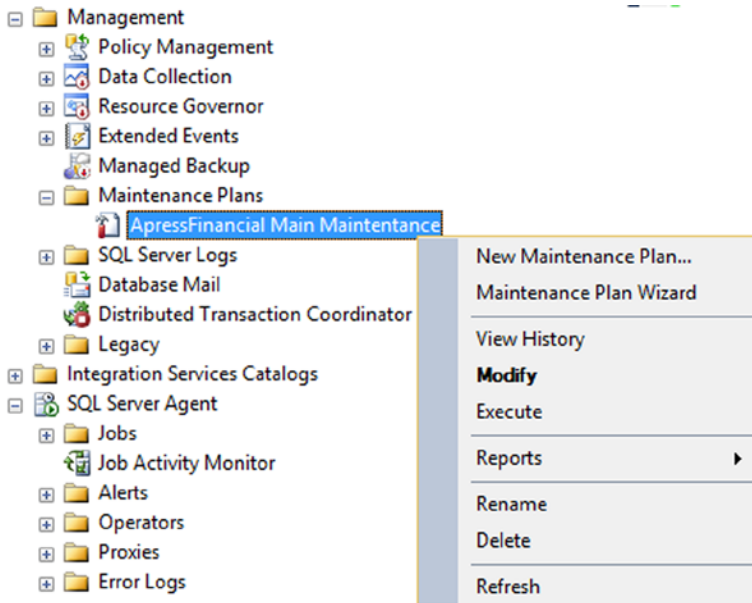 Management
Policy Management
Data Collection
Resource Governor
Extended Events
Managed Backup
Maintenance Plans
ApressFinancial Main Maintentance
SQL Server Logs
Database Mail
Distributed Transaction Coordinator
Legacy
Integration Services Catalogs
SQL Server Agent
Jobs
Job Activity Monitor
Alerts
Operators
Proxies
Error Logs
New Maintenance Plan...
Maintenance Plan Wizard
View History
Modify
Execute
Reports
Rename
Delete
Refresh